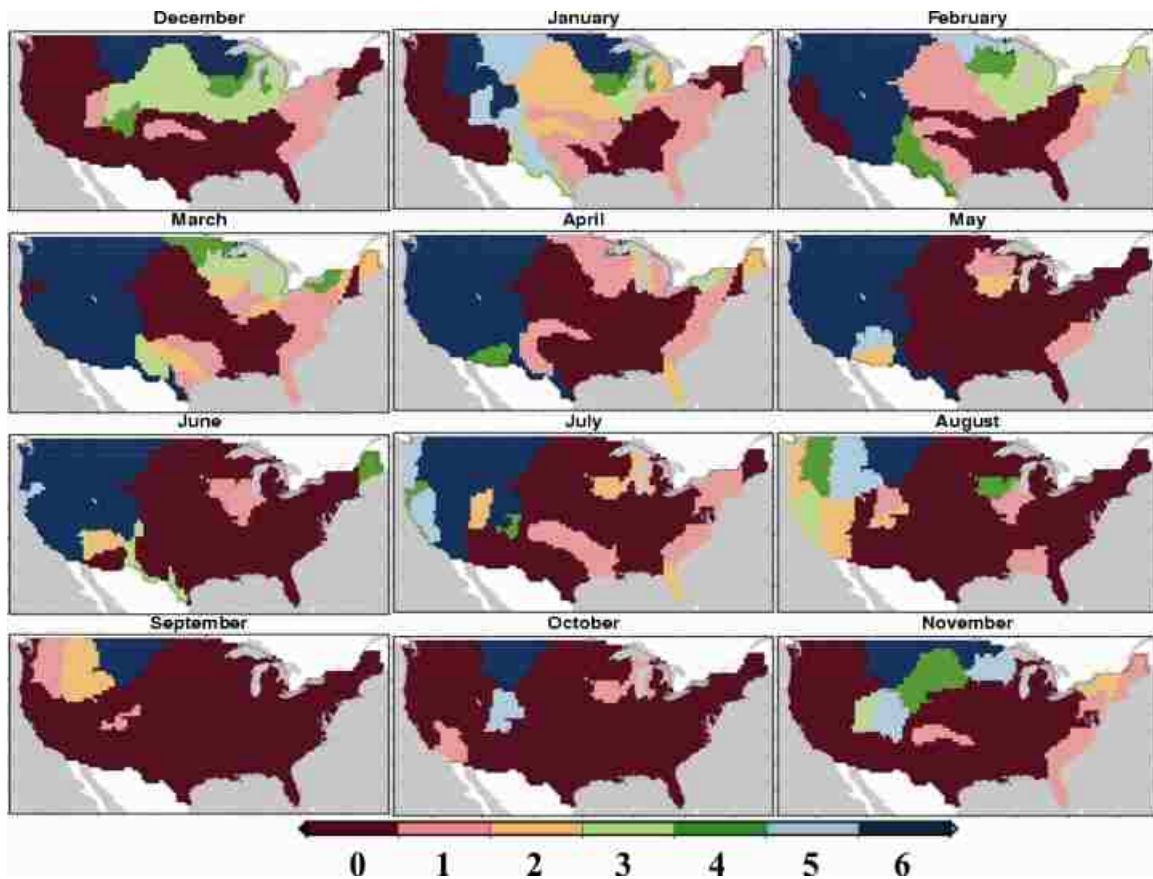 December January February
March April May
June July August
September October November
0 1 2 3 4 5 6